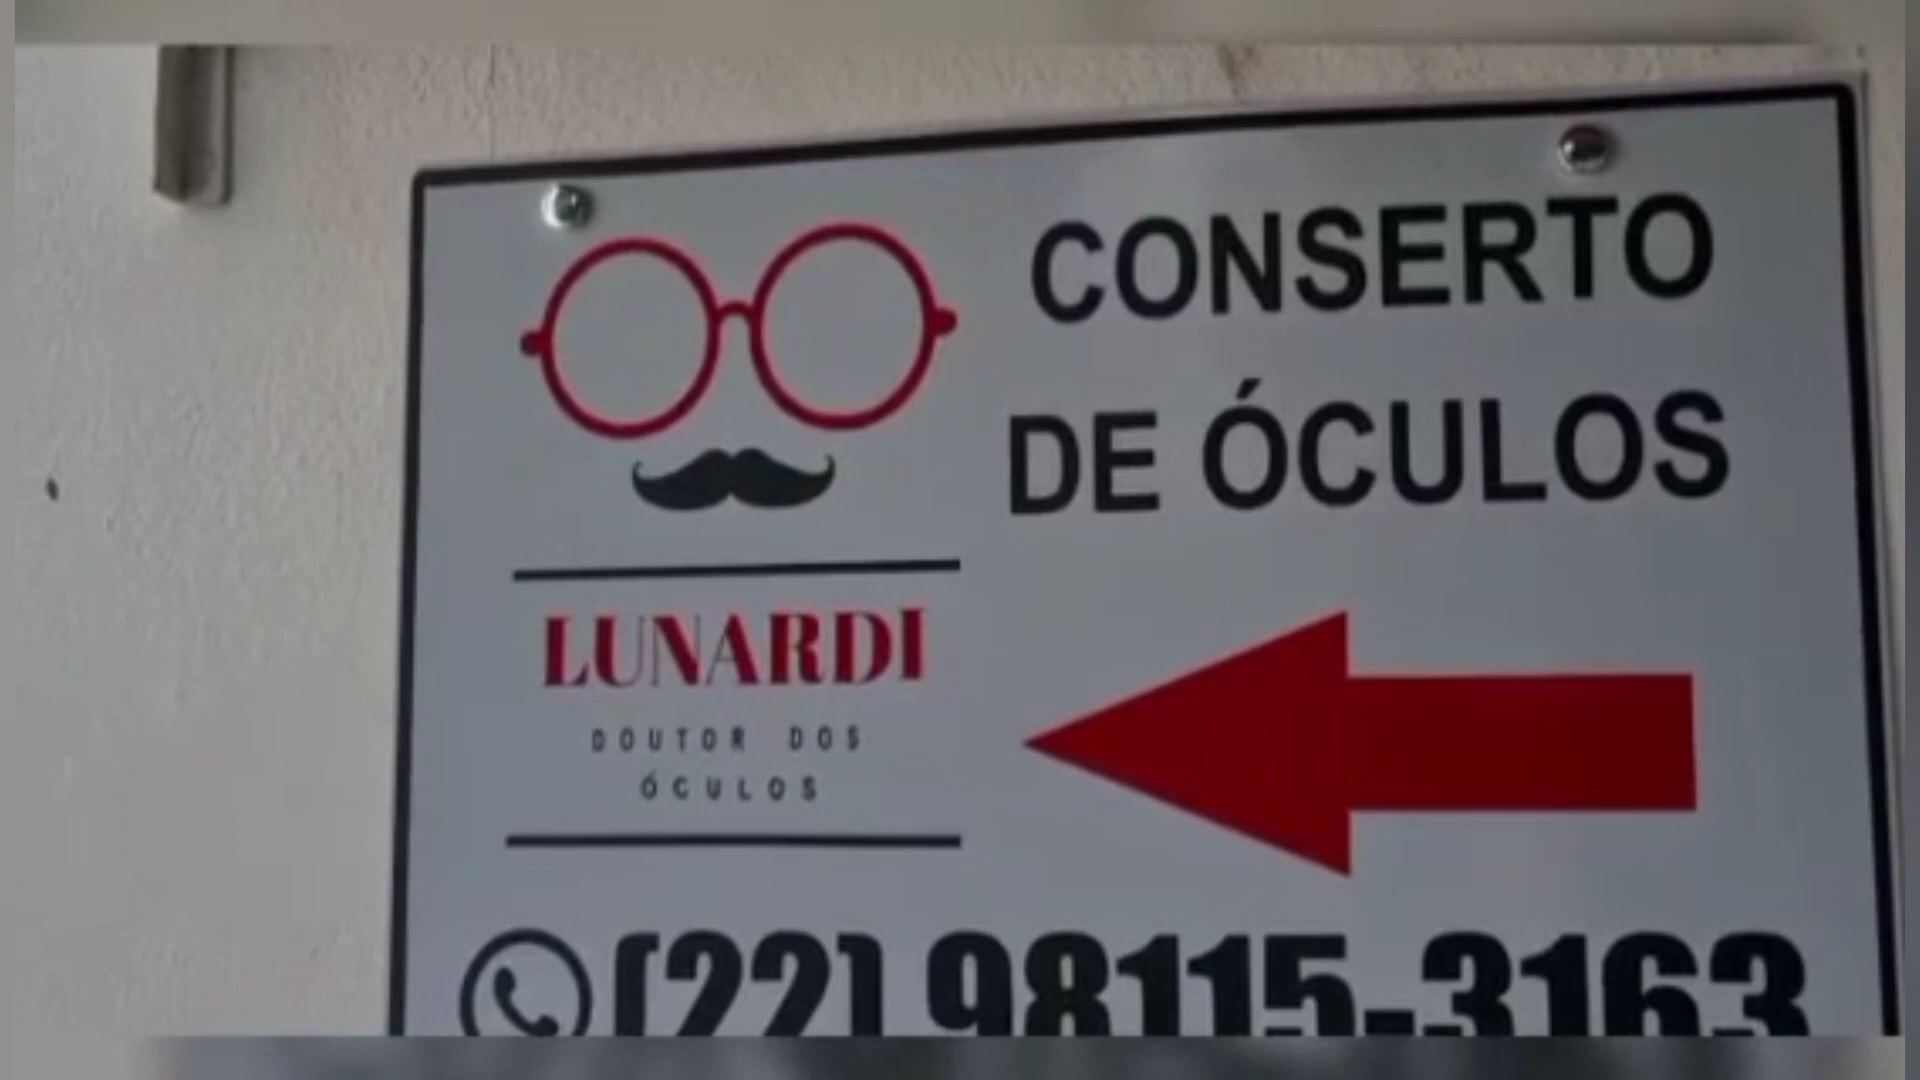 CONSERTO
DE ÓCULOS
LUNARDI
DOUTOR DOS
ÓCULOS
(22) 98115-3163